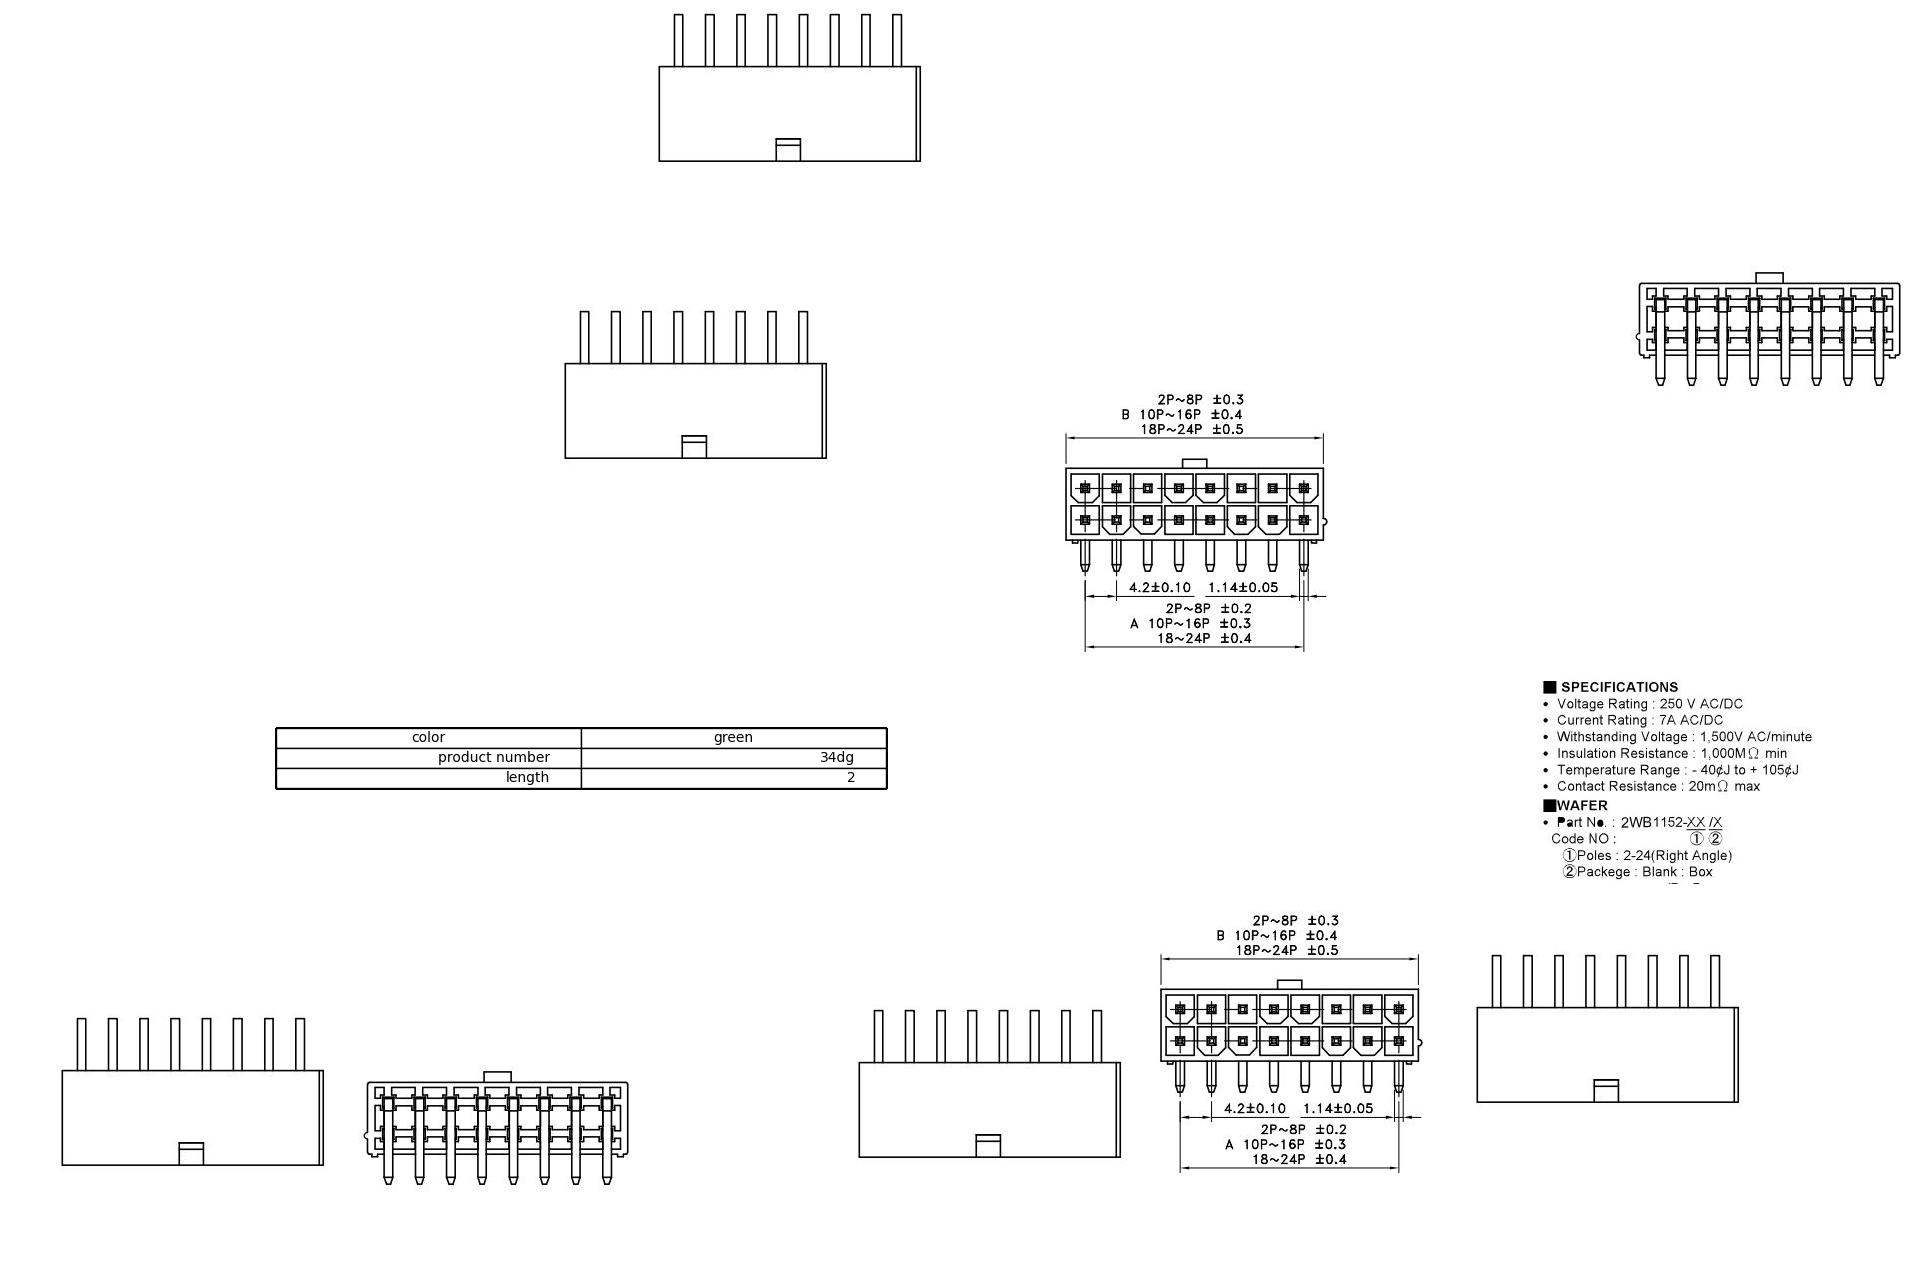 2P~8P ±0.3
B 10P~16P ±0.4
18P~24P ±0.5
4.2±0.10 1.14±0.05
2P~8P ±0.2
A 10P~16P ±0.3
18~24P ±0.4
■ SPECIFICATIONS
• Voltage Rating : 250 V AC/DC
• Current Rating : 7A AC/DC
• Withstanding Voltage : 1,500V AC/minute
• Insulation Resistance : 1,000MΩ min
• Temperature Range : - 40¢J to + 105¢J
• Contact Resistance : 20mΩ max
■WAFER
• Part No. : 2WB1152-XX /X
Code NO : ① ②
①Poles : 2-24(Right Angle)
②Packege : Blank : Box
color green
product number 34dg
length 2
2P~8P ±0.3
B 10P~16P ±0.4
18P~24P ±0.5
4.2±0.10 1.14±0.05
2P~8P ±0.2
A 10P~16P ±0.3
18~24P ±0.4